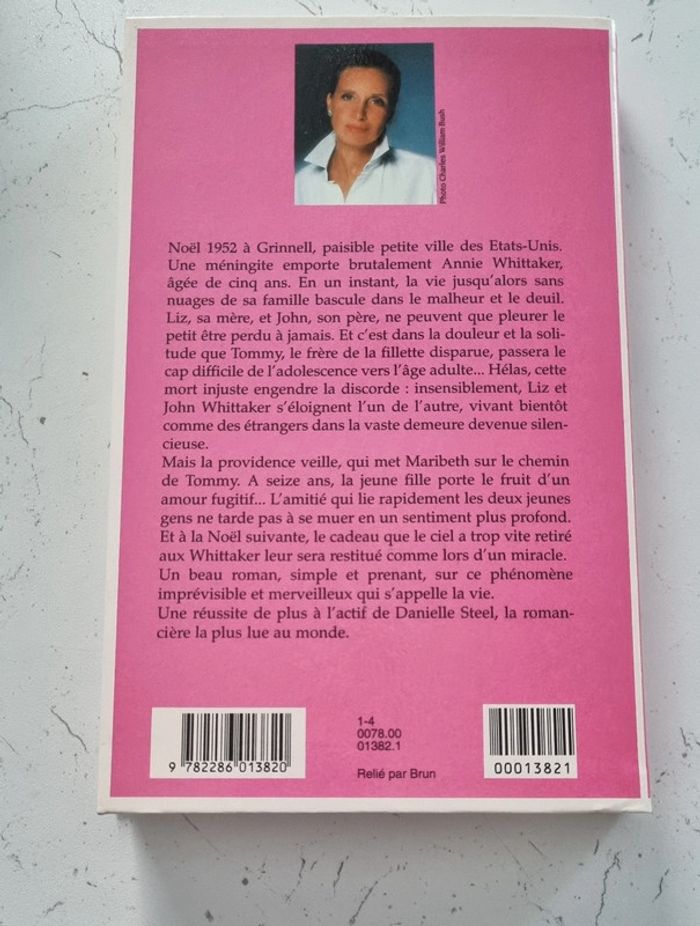 Photo Charles William Bush
Noël 1952 à Grinnell, paisible petite ville des Etats-Unis.
Une méningite emporte brutalement Annie Whittaker,
âgée de cinq ans. En un instant, la vie jusqu'alors sans
nuages de sa famille bascule dans le malheur et le deuil.
Liz, sa mère, et John, son père, ne peuvent que pleurer le
petit être perdu à jamais. Et c'est dans la douleur et la soli-
tude que Tommy, le frère de la fillette disparue, passera le
cap difficile de l'adolescence vers l'âge adulte... Hélas, cette
mort injuste engendre la discorde : insensiblement, Liz et
John Whittaker s'éloignent l'un de l'autre, vivant bientôt
comme des étrangers dans la vaste demeure devenue silen-
cieuse.
Mais la providence veille, qui met Maribeth sur le chemin
de Tommy. A seize ans, la jeune fille porte le fruit d'un
amour fugitif... L'amitié qui lie rapidement les deux jeunes
gens ne tarde pas à se muer en un sentiment plus profond.
Et à la Noël suivante, le cadeau que le ciel a trop vite retiré
aux Whittaker leur sera restitué comme lors d'un miracle.
Un beau roman, simple et prenant, sur ce phénomène
imprévisible et merveilleux qui s'appelle la vie.
Une réussite de plus à l'actif de Danielle Steel, la roman-
cière la plus lue au monde.
9 782286 013820
1-4
0078.00
01382.1
Relié par Brun
00013821